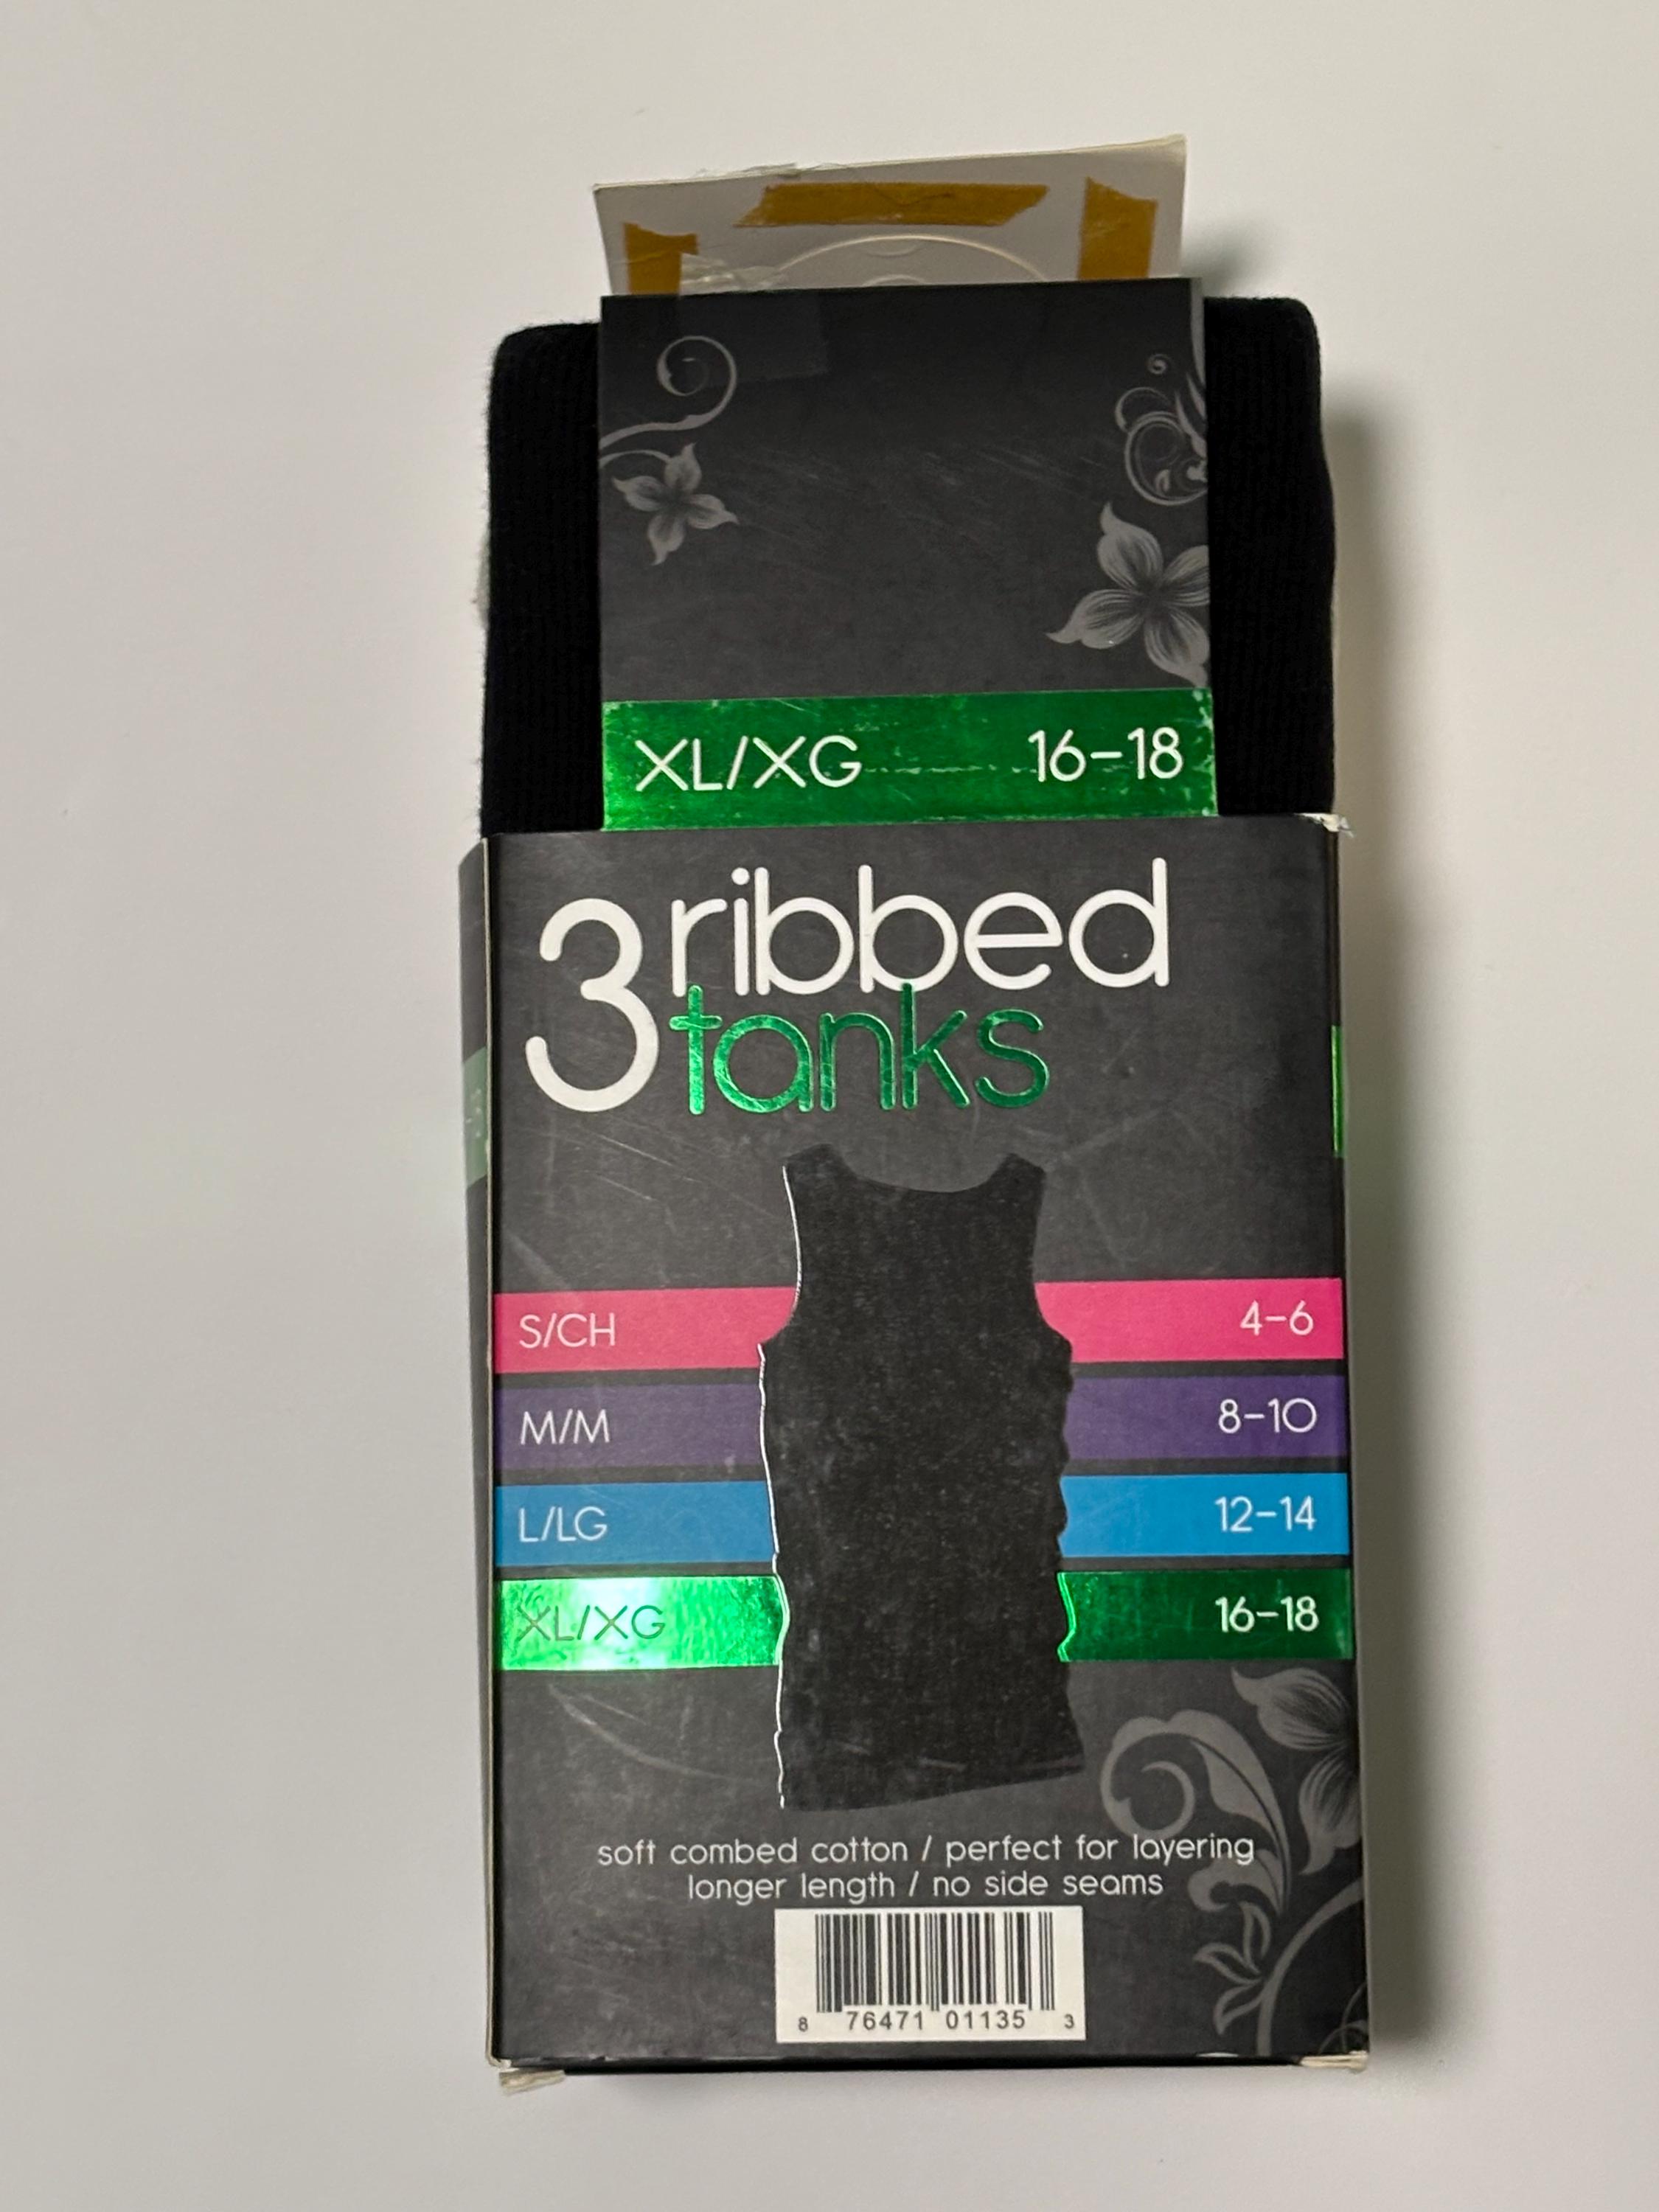 XL/XG 16-18
3 ribbed
tanks
S/CH 4-6
M/M 8-10
L/LG 12-14
XL/XG 16-18
soft combed cotton / perfect for layering
longer length / no side seams
8 76471 01135 3